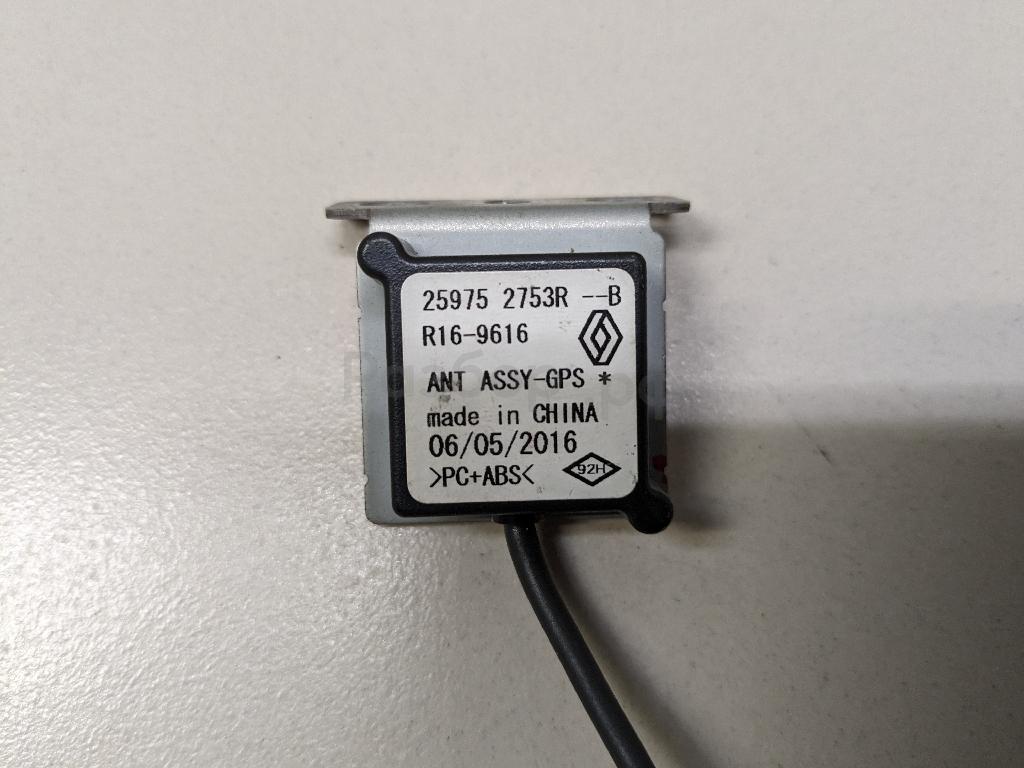 25975 2753R --B
R16-9616
ANT ASSY-GPS *
made in CHINA
06/05/2016
>PC+ABS<
92H